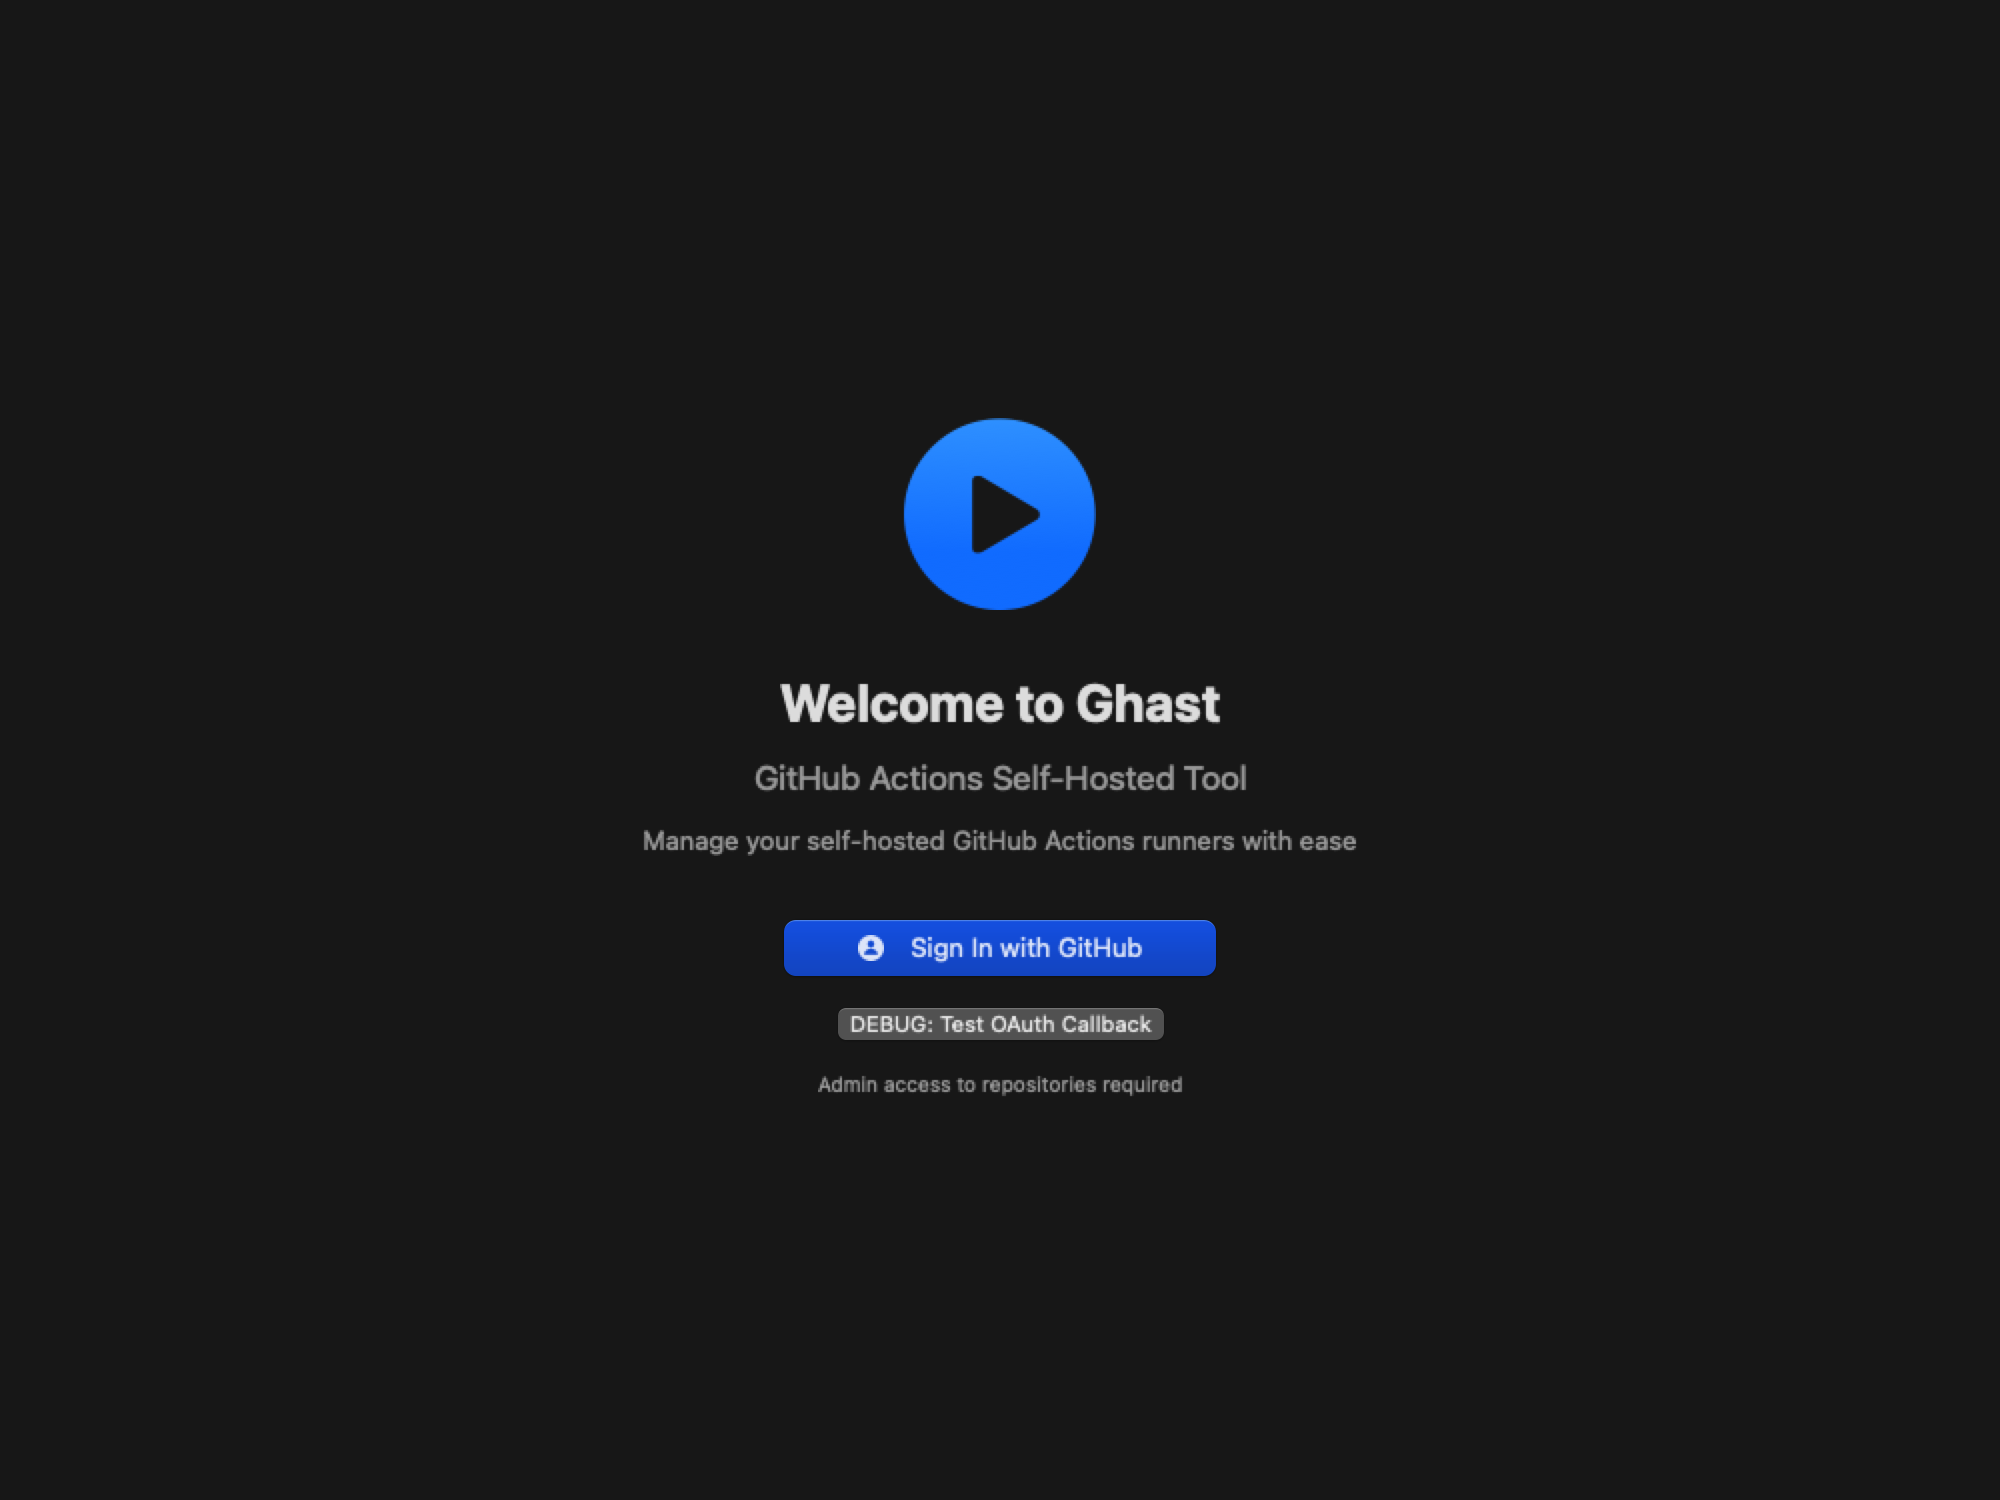 Welcome to Ghast
GitHub Actions Self-Hosted Tool
Manage your self-hosted GitHub Actions runners with ease
Sign In with GitHub
DEBUG: Test OAuth Callback
Admin access to repositories required